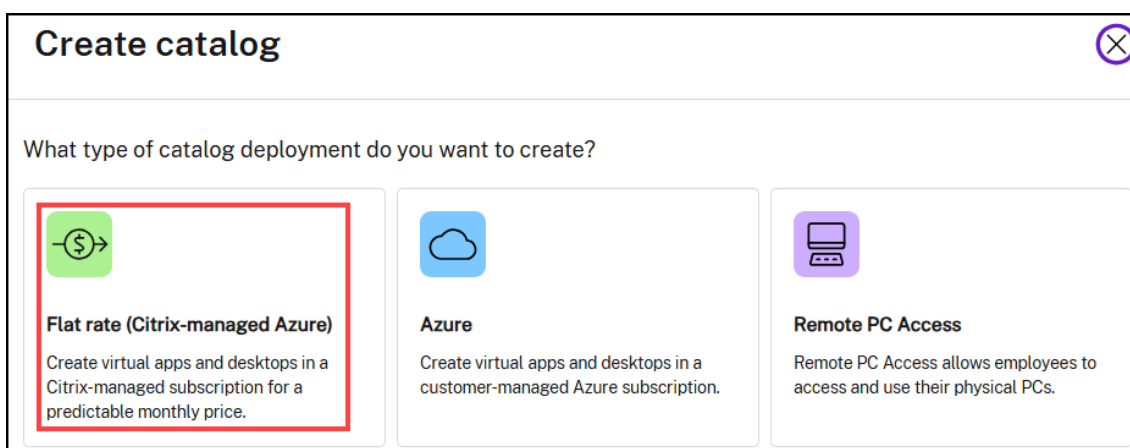 Create catalog
What type of catalog deployment do you want to create?
Flat rate (Citrix-managed Azure)
Create virtual apps and desktops in a
Citrix-managed subscription for a
predictable monthly price.
Azure
Create virtual apps and desktops in a
customer-managed Azure subscription.
Remote PC Access
Remote PC Access allows employees to
access and use their physical PCs.